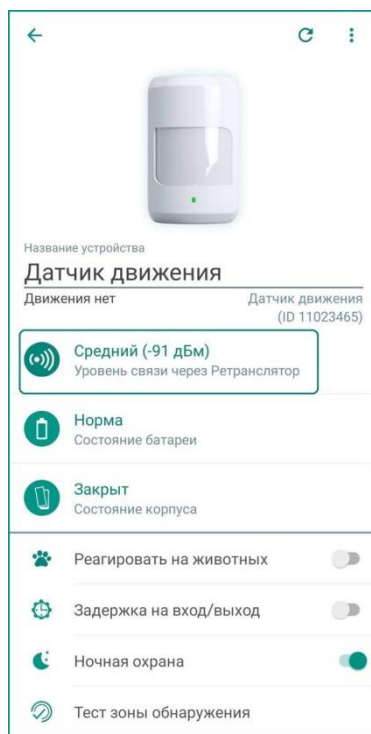 Название устройства
Датчик движения
Движения нет
Датчик движения
(ID 11023465)
Средний (-91 дБм)
Уровень связи через Ретранслятор
Норма
Состояние батареи
Закрыт
Состояние корпуса
Реагировать на животных
Задержка на вход/выход
Ночная охрана
Тест зоны обнаружения